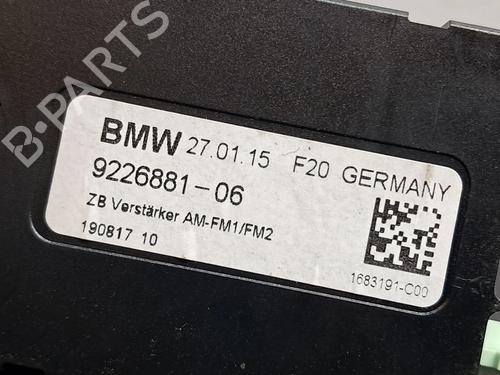 B-PARTS
BMW 27.01.15 F20 GERMANY
9226881-06
ZB Verstärker AM-FM1/FM2
190817 10
1683191-C00